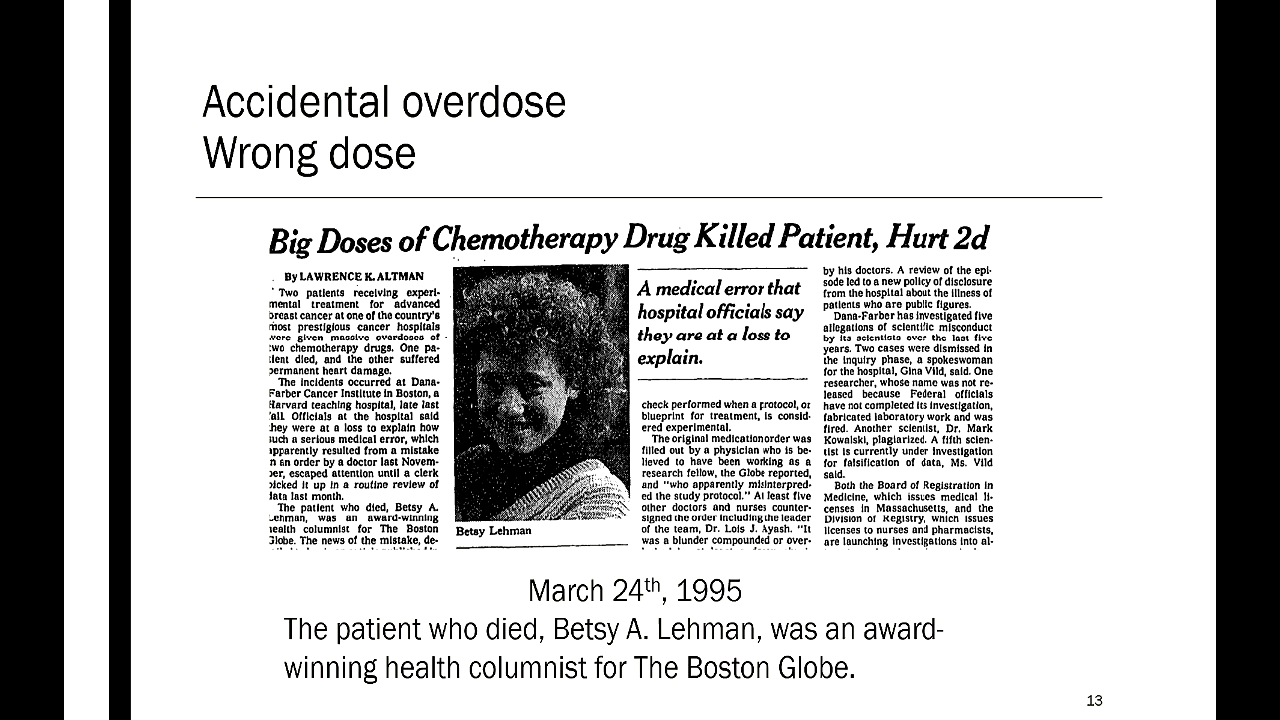 Accidental overdose
Wrong dose
Big Doses of Chemotherapy Drug Killed Patient, Hurt 2d
By LAWRENCE K. ALTMAN
Two patients receiving experi-
mental treatment for advanced
breast cancer at one of the country's
most prestigious cancer hospitals
were given massive overdoses of
two chemotherapy drugs. One pa-
tient died, and the other suffered
permanent heart damage.
The incidents occurred at Dana-
Farber Cancer Institute in Boston, a
Harvard teaching hospital, late last
fall. Officials at the hospital said
they were at a loss to explain how
such a serious medical error, which
apparently resulted from a mistake
in an order by a doctor last Novem-
ber, escaped attention until a clerk
picked it up in a routine review of
data last month.
The patient who died, Betsy A.
Lehman, was an award-winning
health columnist for The Boston
Globe. The news of the mistake, de-
Betsy Lehman
A medical error that
hospital officials say
they are at a loss to
explain.
check performed when a protocol, or
blueprint for treatment, is consid-
ered experimental.
The original medication order was
filled out by a physician who is be-
lieved to have been working as a
research fellow, the Globe reported,
and "who apparently misinterpret-
ed the study protocol." At least five
other doctors and nurses counter-
signed the order including the leader
of the team, Dr. Lois J. Ayash. "It
was a blunder compounded or over-
by his doctors. A review of the epi-
sode led to a new policy of disclosure
from the hospital about the illness of
patients who are public figures.
Dana-Farber has investigated five
allegations of scientific misconduct
by its scientists over the last five
years. Two cases were dismissed in
the inquiry phase, a spokeswoman
for the hospital, Gina Vild, said. One
researcher, whose name was not re-
leased because Federal officials
have not completed its investigation,
fabricated laboratory work and was
fired. Another scientist, Dr. Mark
Kowalski, plagiarized. A fifth scien-
tist is currently under investigation
for falsification of data, Ms. Vild
said.
Both the Board of Registration in
Medicine, which issues medical li-
censes in Massachusetts, and the
Division of Registry, which issues
licenses to nurses and pharmacists,
are launching investigations into al-
March 24th, 1995
The patient who died, Betsy A. Lehman, was an award-
winning health columnist for The Boston Globe.
13